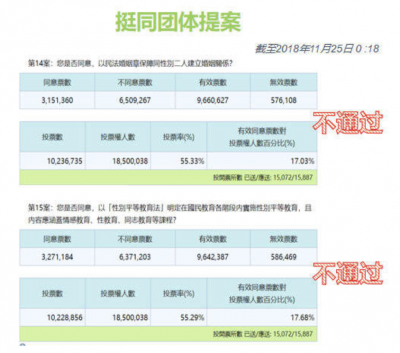 挺同团体提案
截至2018年11月25日 0:18
第14案：您是否同意，以民法婚姻章保障同性別二人建立婚姻關係?
同意票數 不同意票數 有效票數 無效票數
3,151,360 6,509,267 9,660,627 576,108
不通过
投票數 投票權人數 投票率(%) 有效同意票數對
投票權人數百分比(%)
10,236,735 18,500,038 55.33% 17.03%
投開票所數 已送/應送: 15,072/15,887
第15案：您是否同意，以「性別平等教育法」明定在國民教育各階段內實施性別平等教育，且
內容應涵蓋情感教育、性教育、同志教育等課程?
同意票數 不同意票數 有效票數 無效票數
3,271,184 6,371,203 9,642,387 586,469
不通过
投票數 投票權人數 投票率(%) 有效同意票數對
投票權人數百分比(%)
10,228,856 18,500,038 55.29% 17.68%
投開票所數 已送/應送: 15,072/15,887